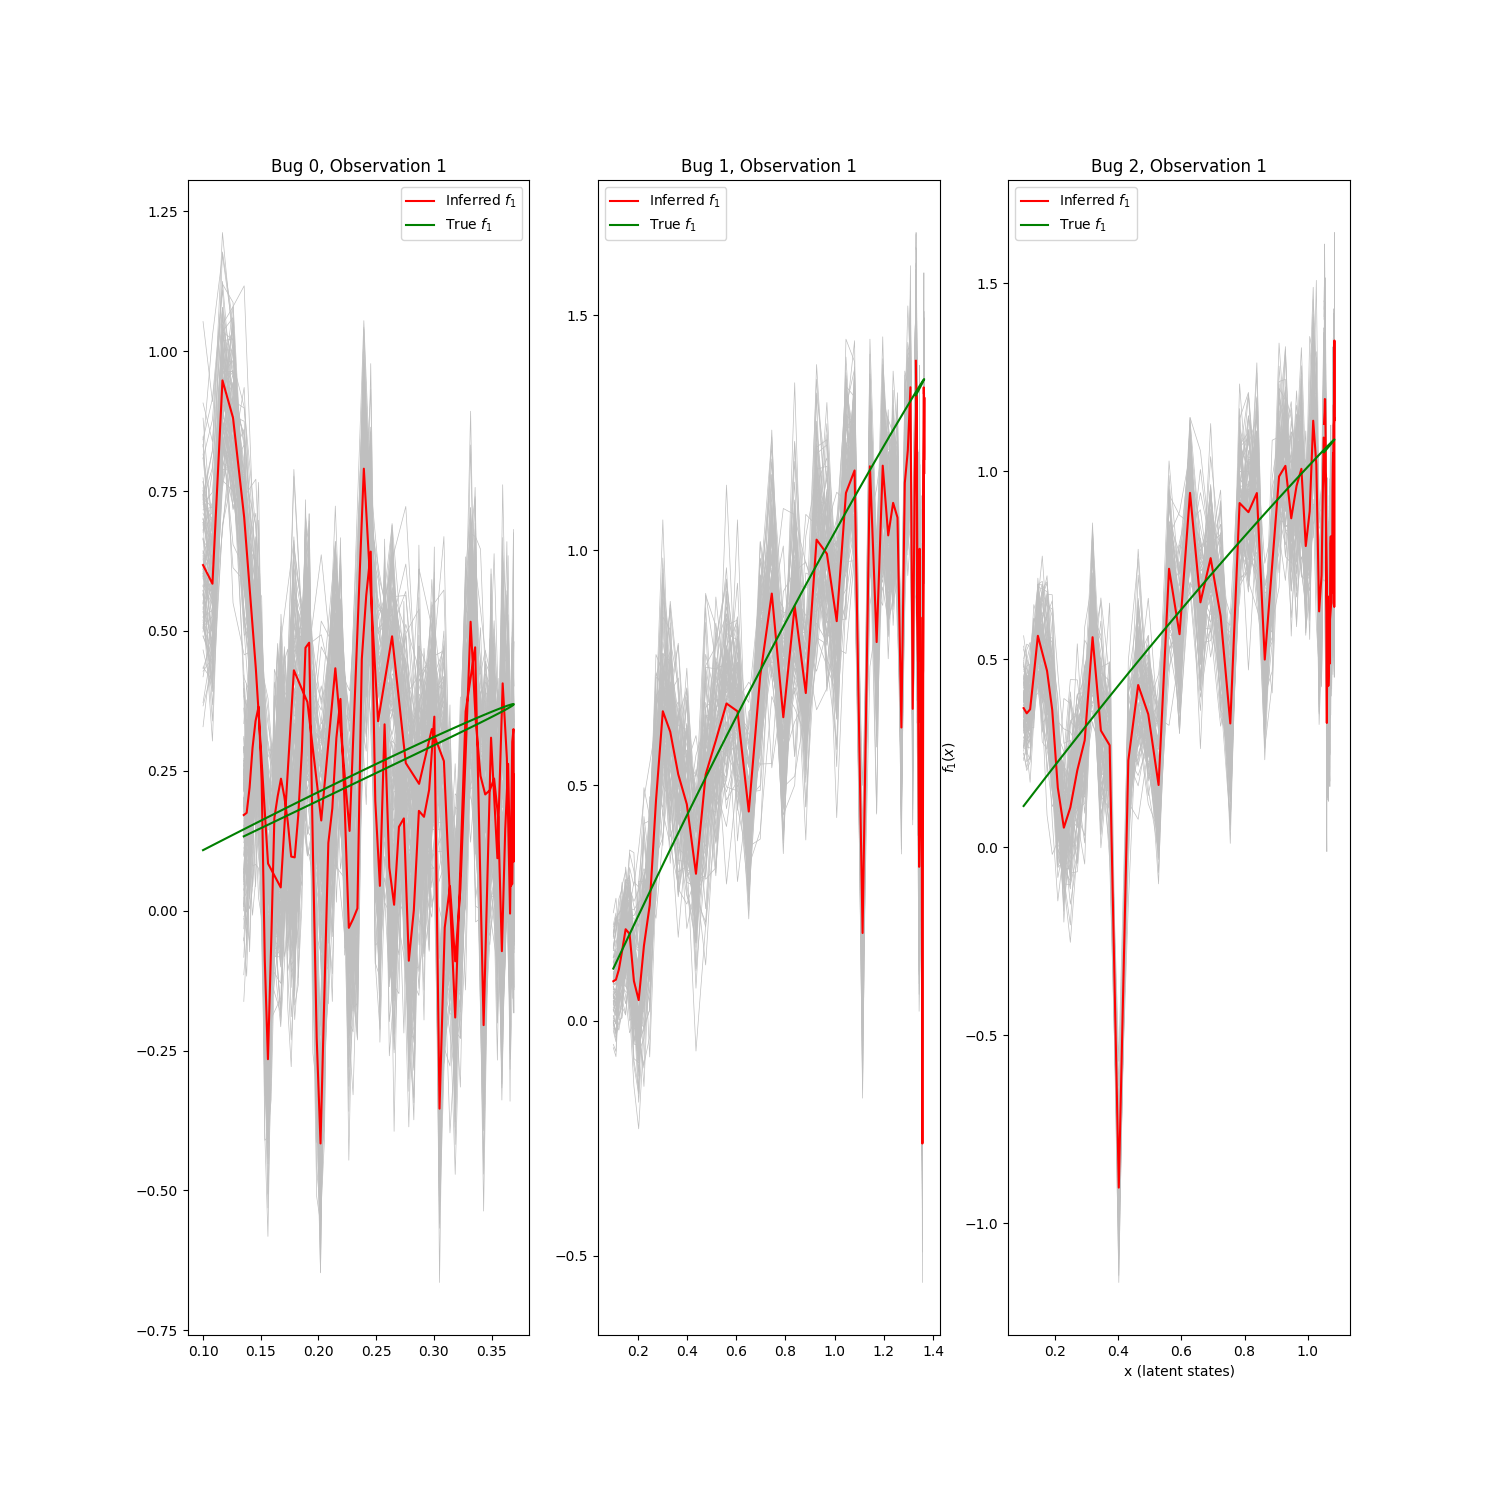 Bug 0, Observation 1
Inferred f₁
True f₁
1.25
1.00
0.75
0.50
0.25
0.00
−0.25
−0.50
−0.75
0.10 0.15 0.20 0.25 0.30 0.35
Bug 1, Observation 1
Inferred f₁
True f₁
1.5
1.0
0.5
0.0
−0.5
0.2 0.4 0.6 0.8 1.0 1.2 1.4
Bug 2, Observation 1
Inferred f₁
True f₁
f₁(x)
1.5
1.0
0.5
0.0
−0.5
−1.0
0.2 0.4 0.6 0.8 1.0
x (latent states)